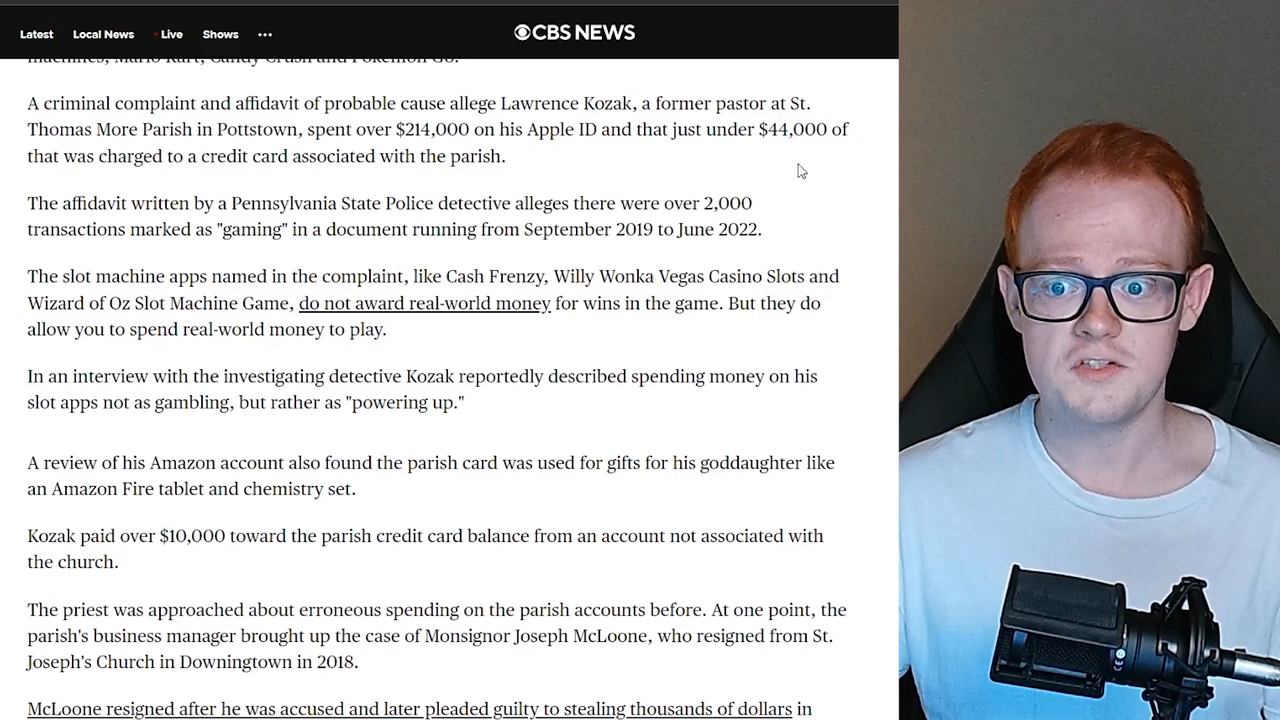 Latest Local News Live Shows CBS NEWS
machines, Mario Kart, Candy Crush and Pokémon Go.
A criminal complaint and affidavit of probable cause allege Lawrence Kozak, a former pastor at St.
Thomas More Parish in Pottstown, spent over $214,000 on his Apple ID and that just under $44,000 of
that was charged to a credit card associated with the parish.
The affidavit written by a Pennsylvania State Police detective alleges there were over 2,000
transactions marked as "gaming" in a document running from September 2019 to June 2022.
The slot machine apps named in the complaint, like Cash Frenzy, Willy Wonka Vegas Casino Slots and
Wizard of Oz Slot Machine Game, do not award real-world money for wins in the game. But they do
allow you to spend real-world money to play.
In an interview with the investigating detective Kozak reportedly described spending money on his
slot apps not as gambling, but rather as "powering up."
A review of his Amazon account also found the parish card was used for gifts for his goddaughter like
an Amazon Fire tablet and chemistry set.
Kozak paid over $10,000 toward the parish credit card balance from an account not associated with
the church.
The priest was approached about erroneous spending on the parish accounts before. At one point, the
parish's business manager brought up the case of Monsignor Joseph McLoone, who resigned from St.
Joseph's Church in Downingtown in 2018.
McLoone resigned after he was accused and later pleaded guilty to stealing thousands of dollars in